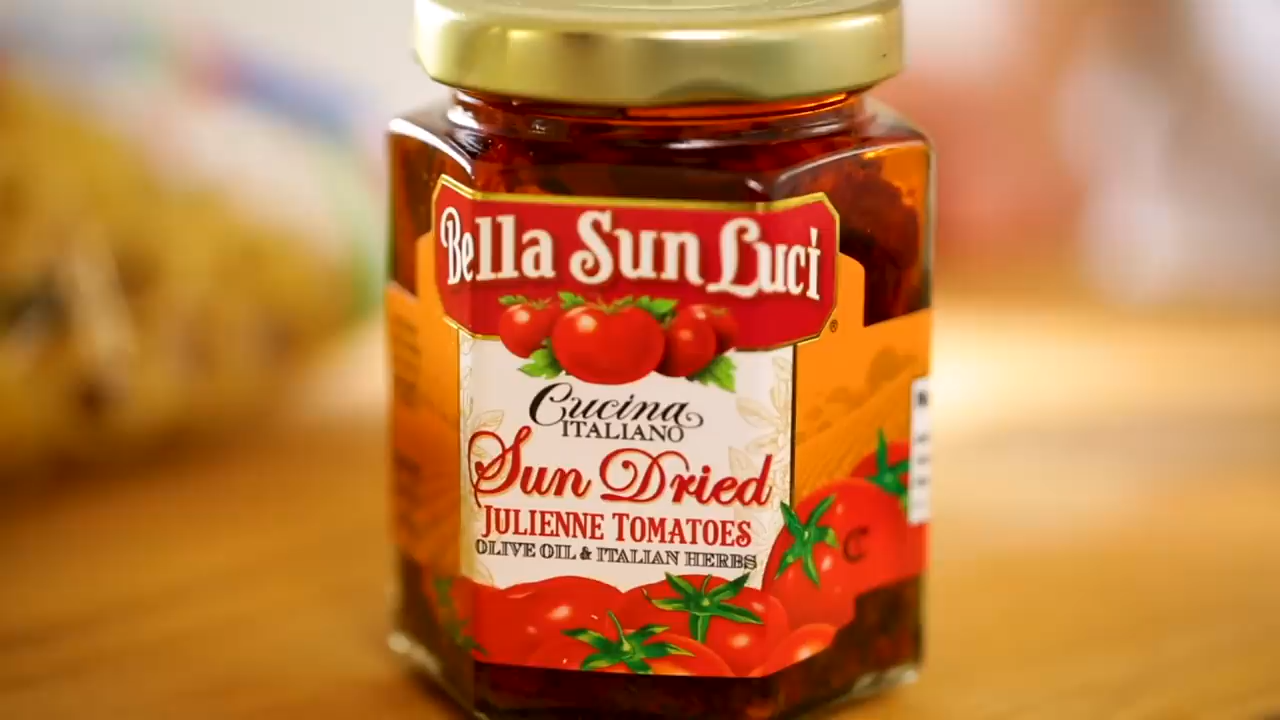 Bella Sun Luci
®
Cucina
ITALIANO
Sun Dried
JULIENNE TOMATOES
OLIVE OIL & ITALIAN HERBS